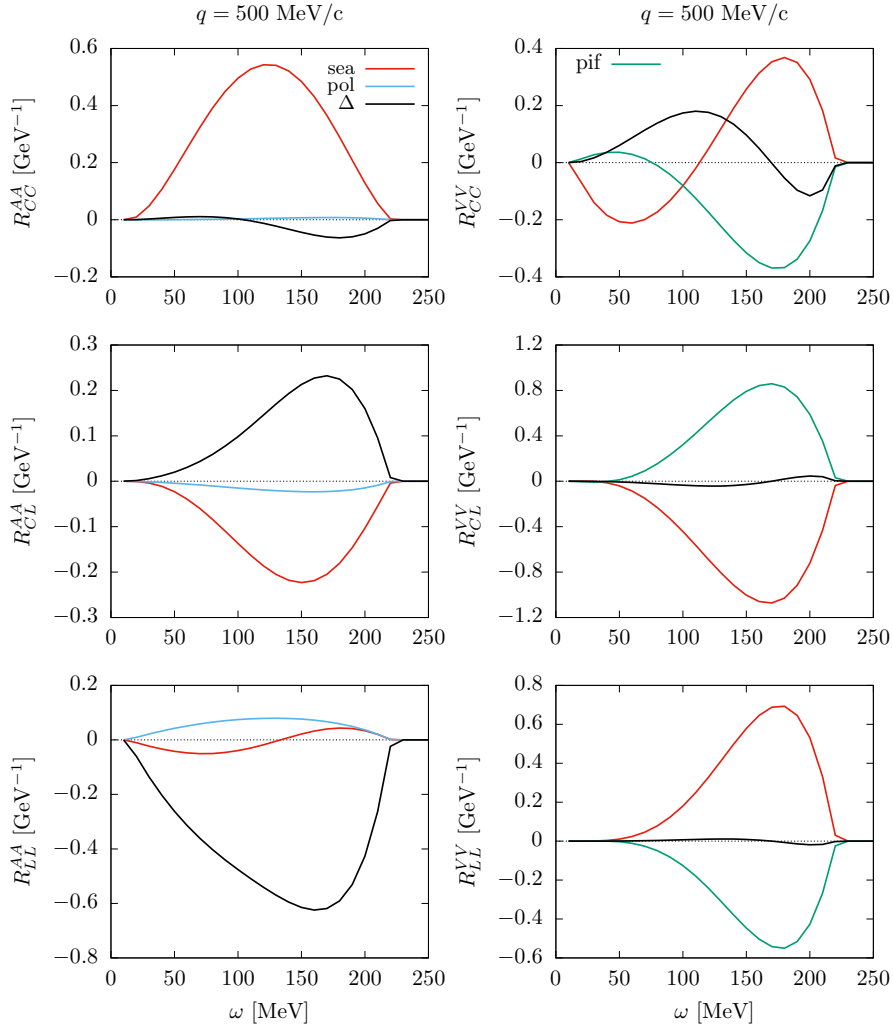 q = 500 MeV/c
q = 500 MeV/c
R_{CC}^{AA} [GeV^{−1}]
0.6
0.4
0.2
0
−0.2
sea
pol
Δ
0 50 100 150 200 250
R_{CC}^{VV} [GeV^{−1}]
0.4
0.2
0
−0.2
−0.4
pif
0 50 100 150 200 250
R_{CL}^{AA} [GeV^{−1}]
0.3
0.2
0.1
0
−0.1
−0.2
−0.3
0 50 100 150 200 250
R_{CL}^{VV} [GeV^{−1}]
1.2
0.8
0.4
0
−0.4
−0.8
−1.2
0 50 100 150 200 250
R_{LL}^{AA} [GeV^{−1}]
0.2
0
−0.2
−0.4
−0.6
−0.8
0 50 100 150 200 250
ω [MeV]
R_{LL}^{VV} [GeV^{−1}]
0.8
0.6
0.4
0.2
0
−0.2
−0.4
−0.6
0 50 100 150 200 250
ω [MeV]